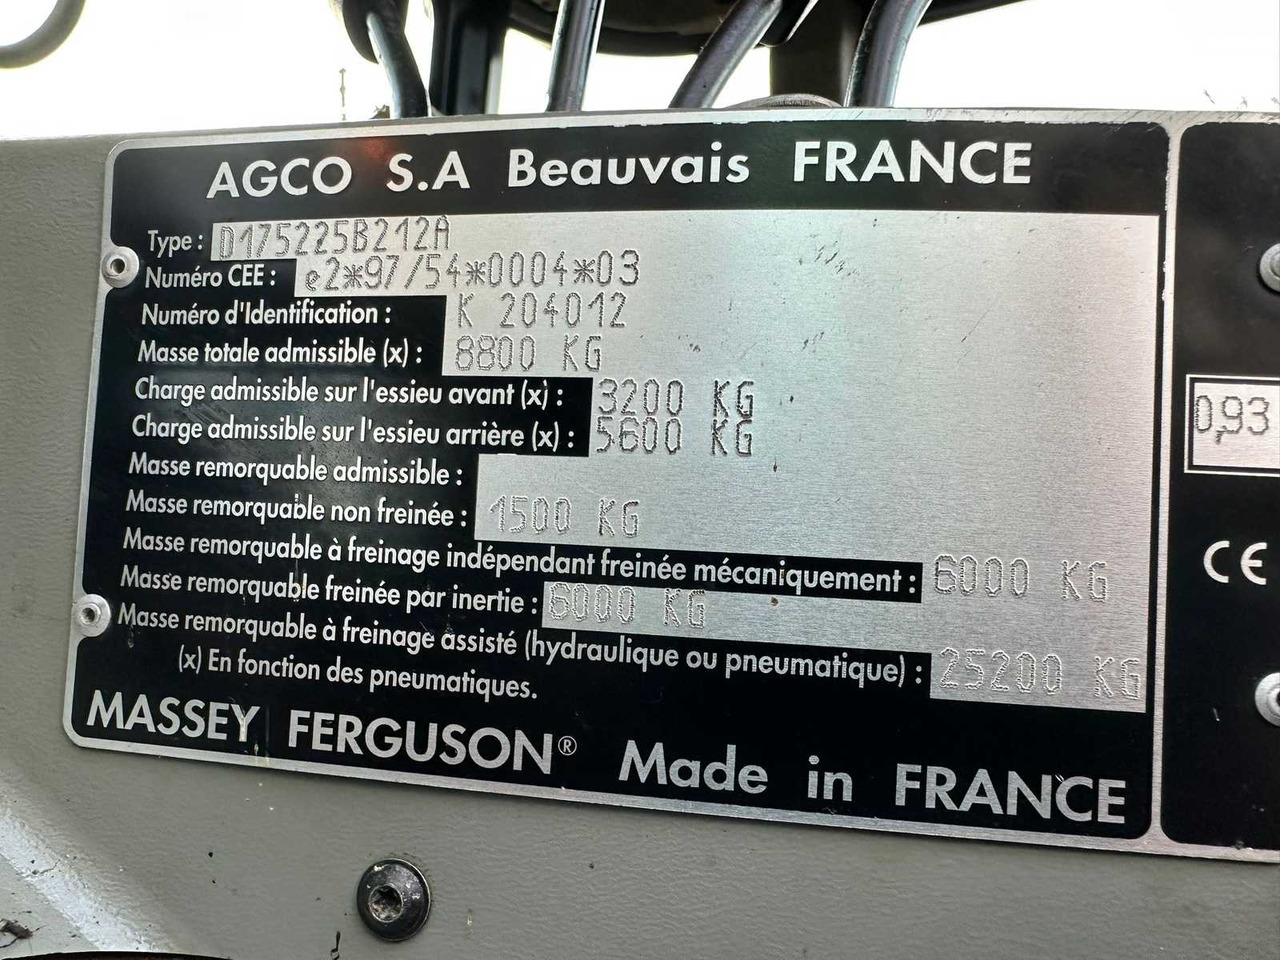 AGCO S.A Beauvais FRANCE
Type : D175225B212A
Numéro CEE : e2*97/54*0004*03
Numéro d'Identification : K 204012
Masse totale admissible (x) : 8800 KG
Charge admissible sur l'essieu avant (x) : 3200 KG
Charge admissible sur l'essieu arrière (x) : 5600 KG
Masse remorquable admissible :
Masse remorquable non freinée : 1500 KG
Masse remorquable à freinage indépendant freinée mécaniquement : 6000 KG
Masse remorquable freinée par inertie : 6000 KG
Masse remorquable à freinage assisté (hydraulique ou pneumatique) : 25200 KG
(x) En fonction des pneumatiques.
MASSEY FERGUSON® Made in FRANCE
0,93
CE